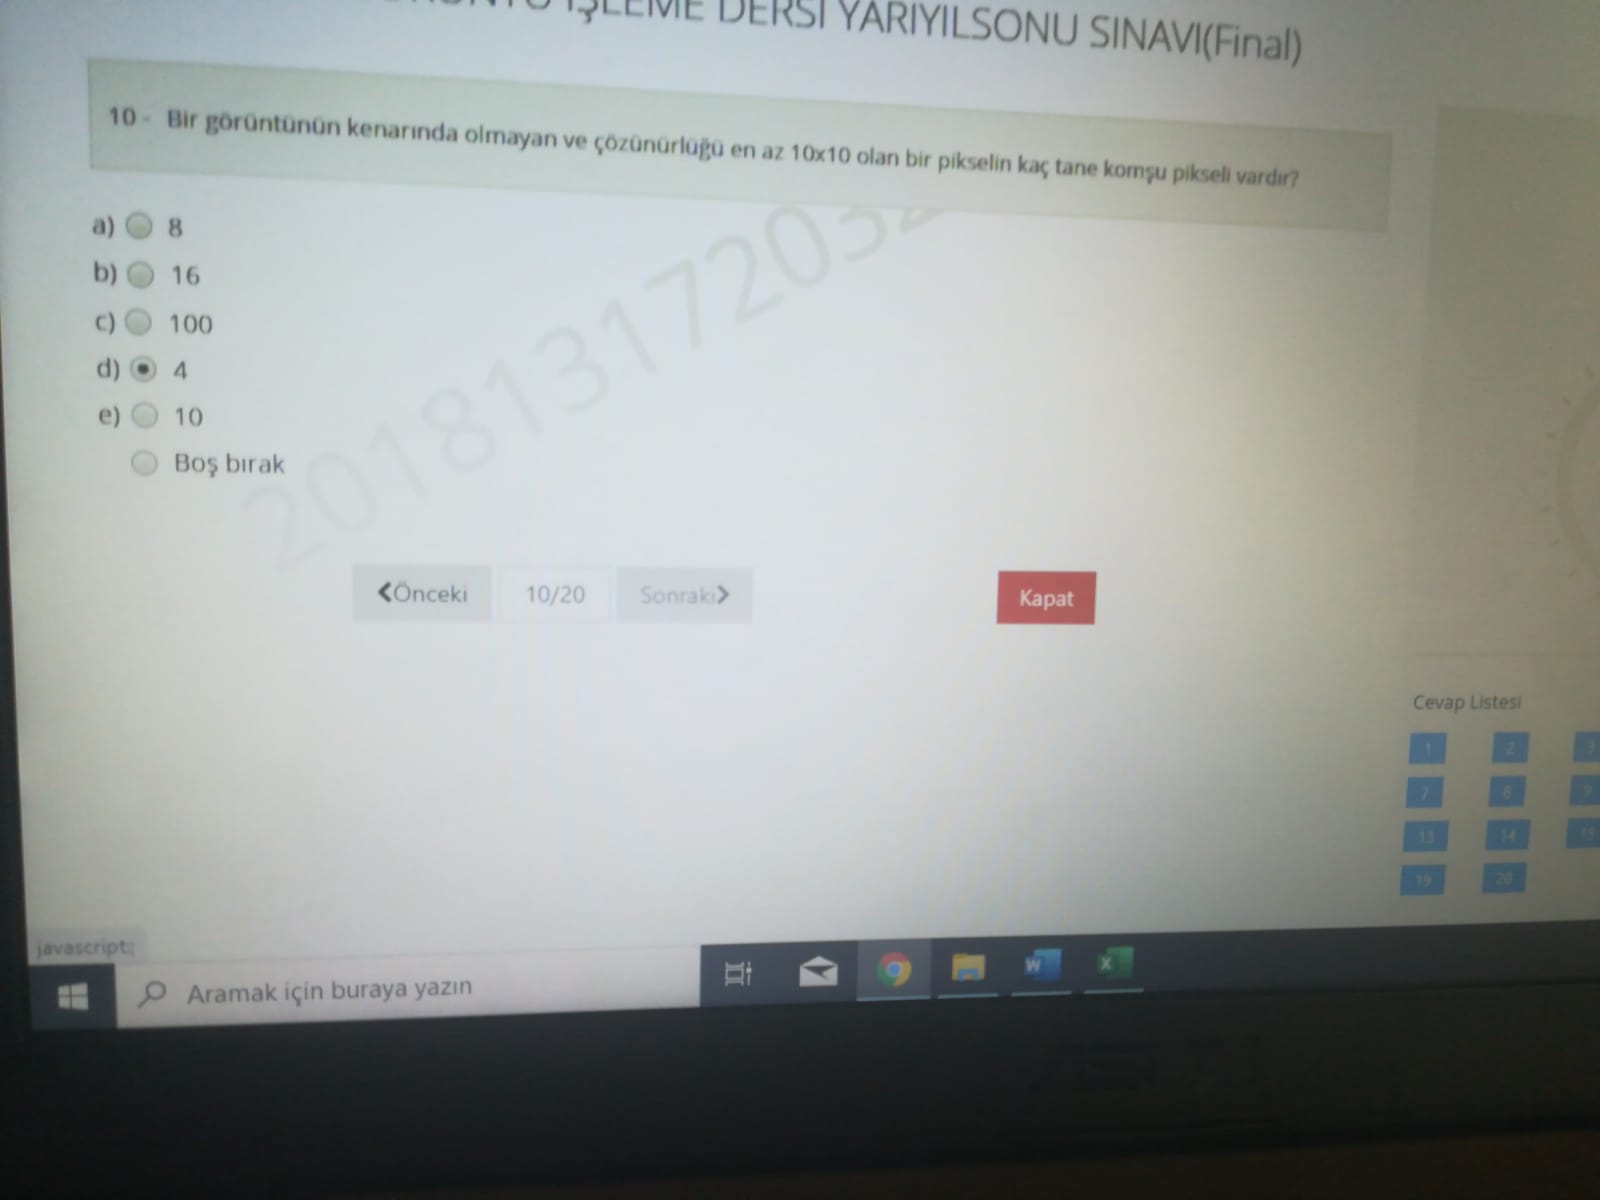 İŞLEME DERSİ YARIYILSONU SINAVI(Final)
10 - Bir görüntünün kenarında olmayan ve çözünürlüğü en az 10x10 olan bir pikselin kaç tane komşu pikseli vardır?
a) 8
b) 16
c) 100
d) 4
e) 10
Boş bırak
201813172032
Önceki 10/20 Sonraki
Kapat
Cevap Listesi
1 2 3
7 8 9
13 14 15
19 20
javascript:;
Aramak için buraya yazın